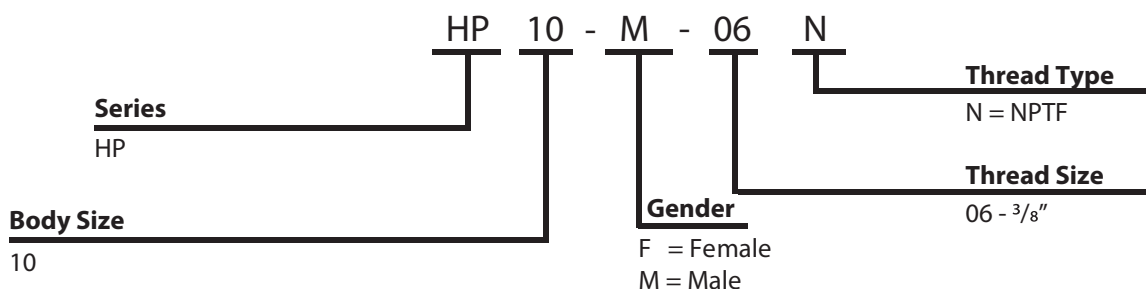 HP 10 - M - 06 N
Thread Type
N = NPTF
Series
HP
Thread Size
06 - ³/₈"
Gender
F = Female
M = Male
Body Size
10